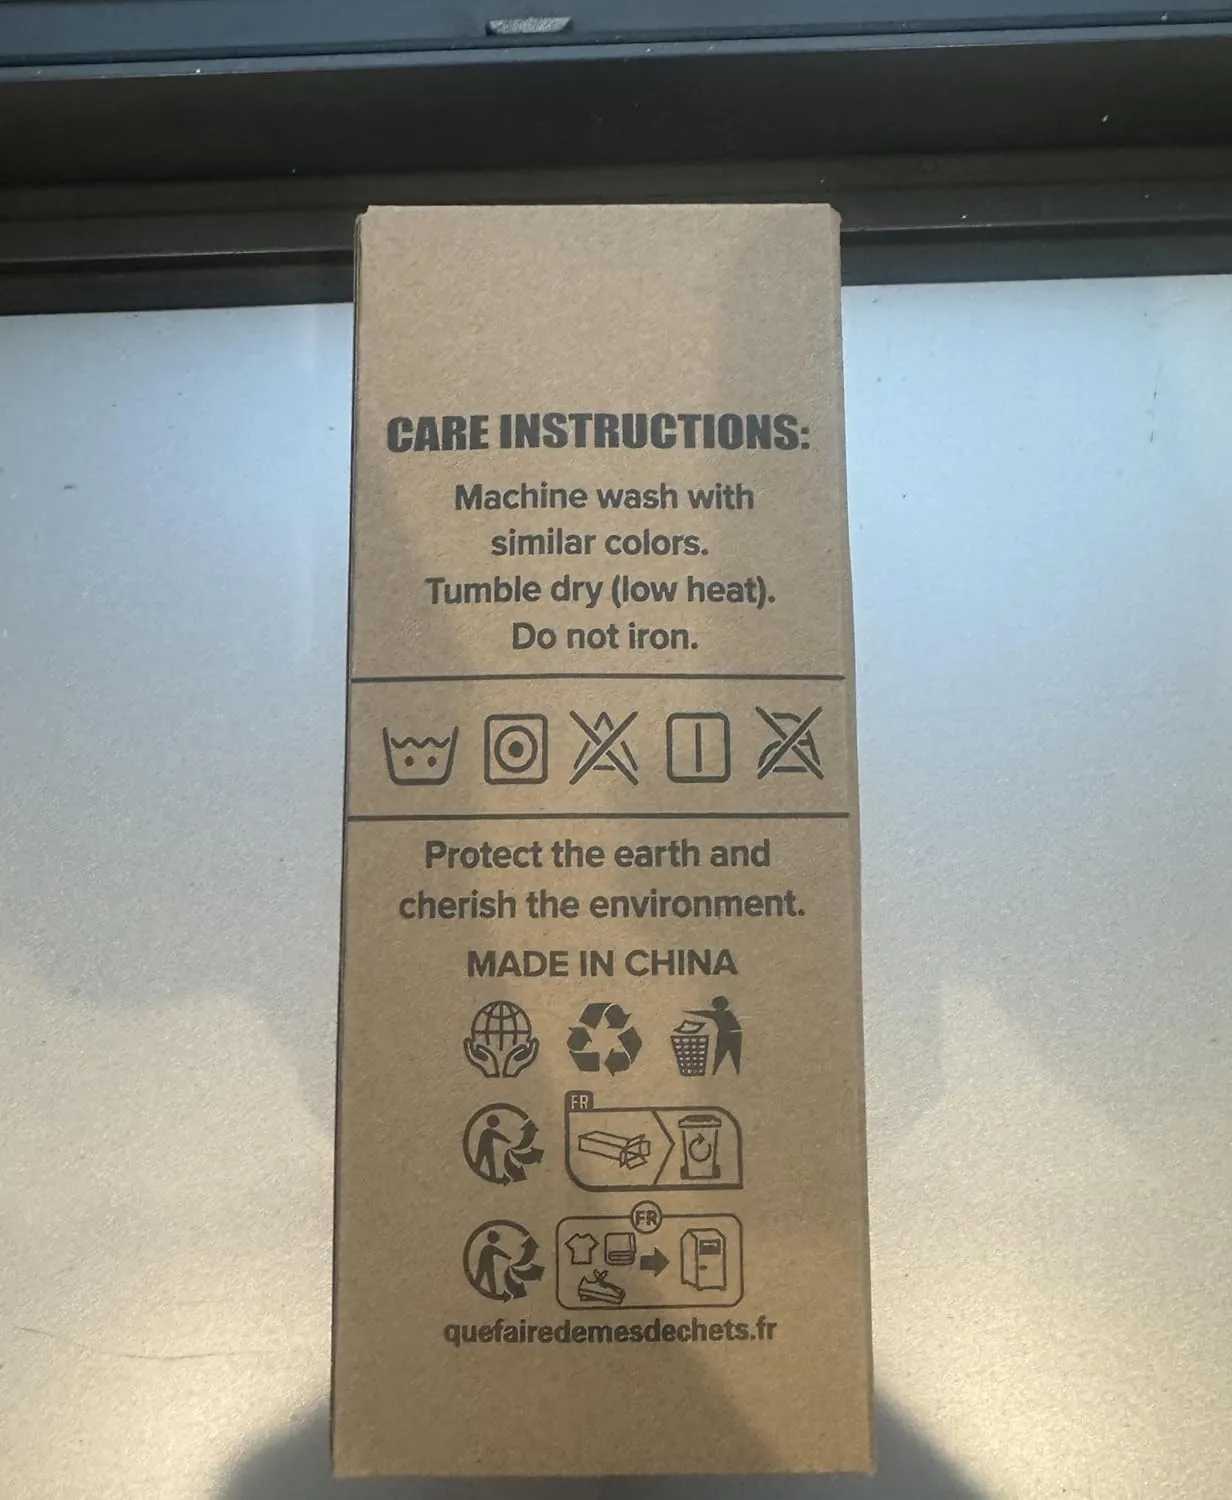 CARE INSTRUCTIONS:
Machine wash with
similar colors.
Tumble dry (low heat).
Do not iron.
Protect the earth and
cherish the environment.
MADE IN CHINA
FR
FR
quefairedemesdechets.fr